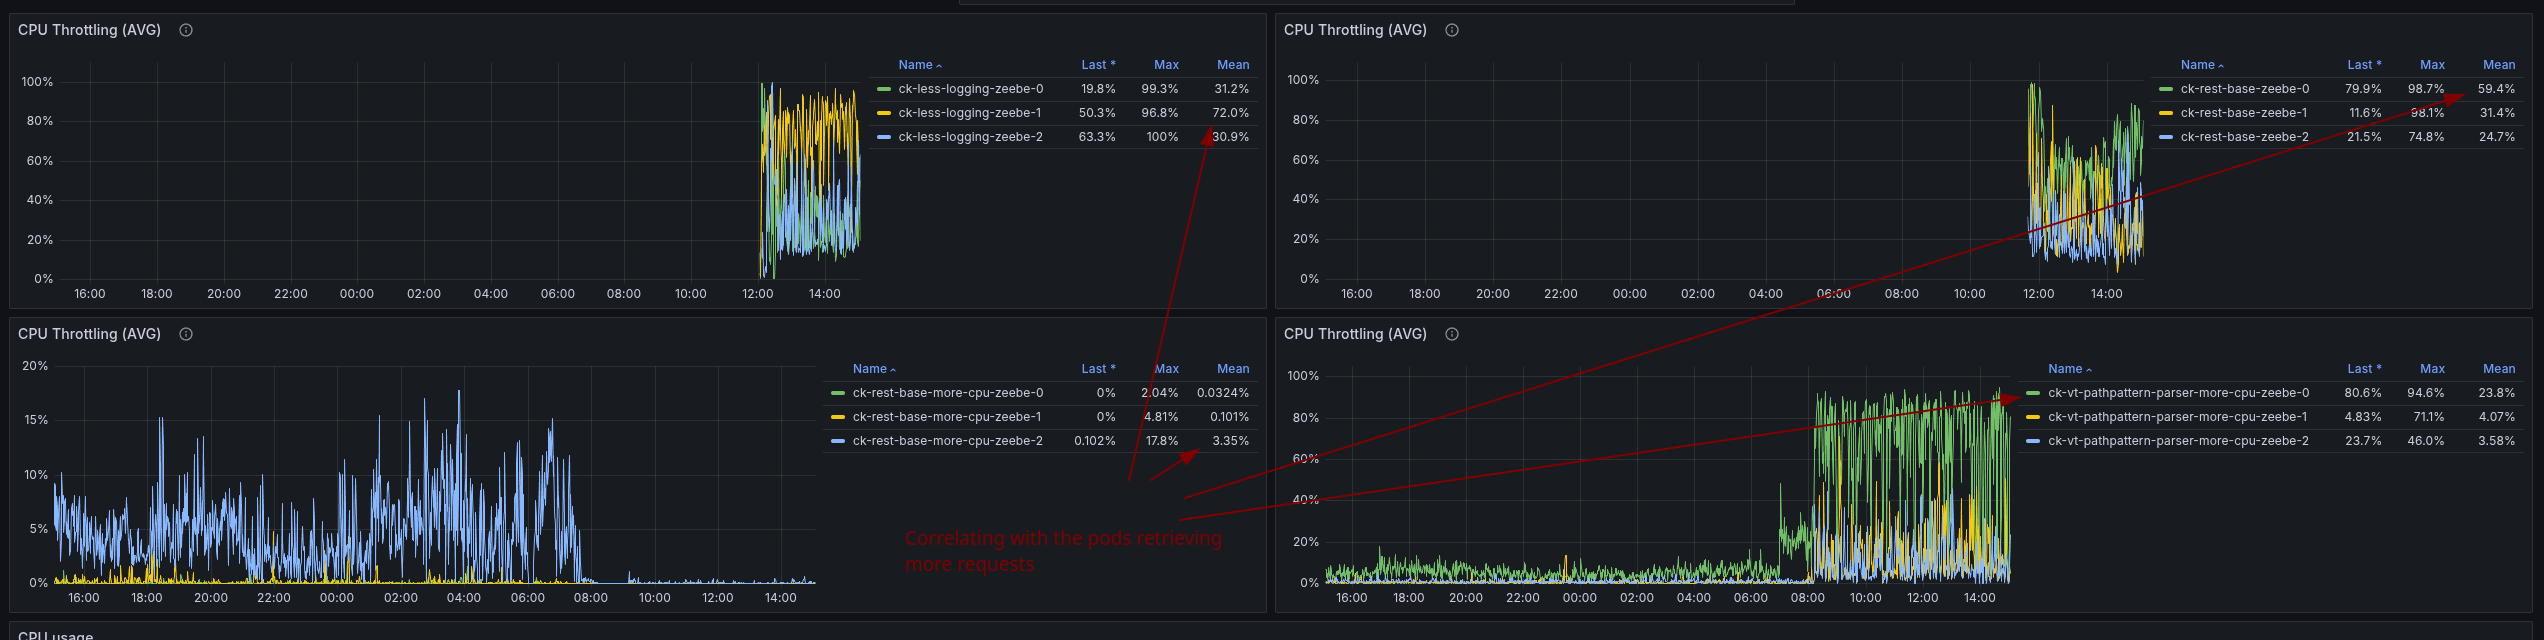 CPU Throttling (AVG)
100%
80%
60%
40%
20%
0%
16:00 18:00 20:00 22:00 00:00 02:00 04:00 06:00 08:00 10:00 12:00 14:00
Name Last * Max Mean
ck-less-logging-zeebe-0 19.8% 99.3% 31.2%
ck-less-logging-zeebe-1 50.3% 96.8% 72.0%
ck-less-logging-zeebe-2 63.3% 100% 30.9%
CPU Throttling (AVG)
100%
80%
60%
40%
20%
0%
16:00 18:00 20:00 22:00 00:00 02:00 04:00 06:00 08:00 10:00 12:00 14:00
Name Last * Max Mean
ck-rest-base-zeebe-0 79.9% 98.7% 59.4%
ck-rest-base-zeebe-1 11.6% 98.1% 31.4%
ck-rest-base-zeebe-2 21.5% 74.8% 24.7%
CPU Throttling (AVG)
20%
15%
10%
5%
0%
16:00 18:00 20:00 22:00 00:00 02:00 04:00 06:00 08:00 10:00 12:00 14:00
Name Last * Max Mean
ck-rest-base-more-cpu-zeebe-0 0% 2.04% 0.0324%
ck-rest-base-more-cpu-zeebe-1 0% 4.81% 0.101%
ck-rest-base-more-cpu-zeebe-2 0.102% 17.8% 3.35%
Correlating with the pods retrieving
more requests
CPU Throttling (AVG)
100%
80%
60%
40%
20%
0%
16:00 18:00 20:00 22:00 00:00 02:00 04:00 06:00 08:00 10:00 12:00 14:00
Name Last * Max Mean
ck-vt-pathpattern-parser-more-cpu-zeebe-0 80.6% 94.6% 23.8%
ck-vt-pathpattern-parser-more-cpu-zeebe-1 4.83% 71.1% 4.07%
ck-vt-pathpattern-parser-more-cpu-zeebe-2 23.7% 46.0% 3.58%
CPU usage